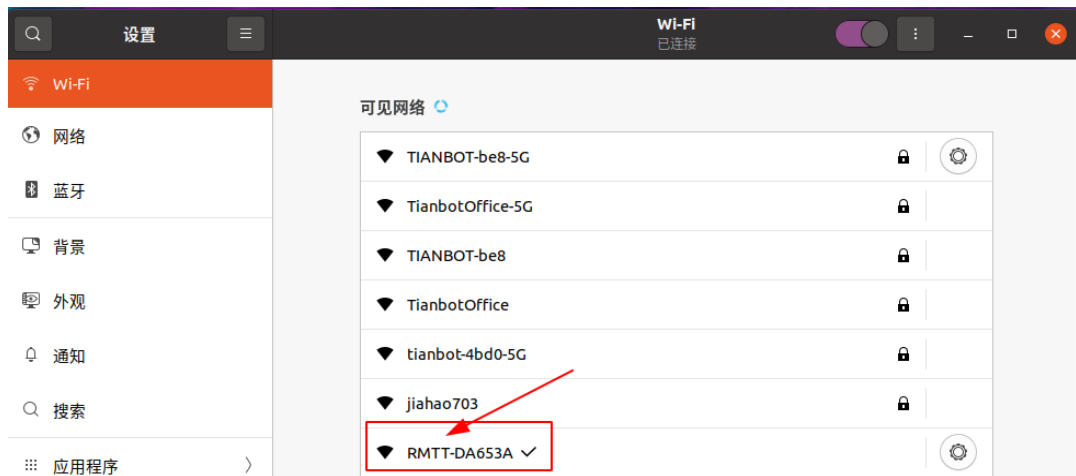 设置
Wi-Fi
已连接
Wi-Fi
网络
蓝牙
背景
外观
通知
搜索
应用程序
可见网络
TIANBOT-be8-5G
TianbotOffice-5G
TIANBOT-be8
TianbotOffice
tianbot-4bd0-5G
jiahao703
RMTT-DA653A